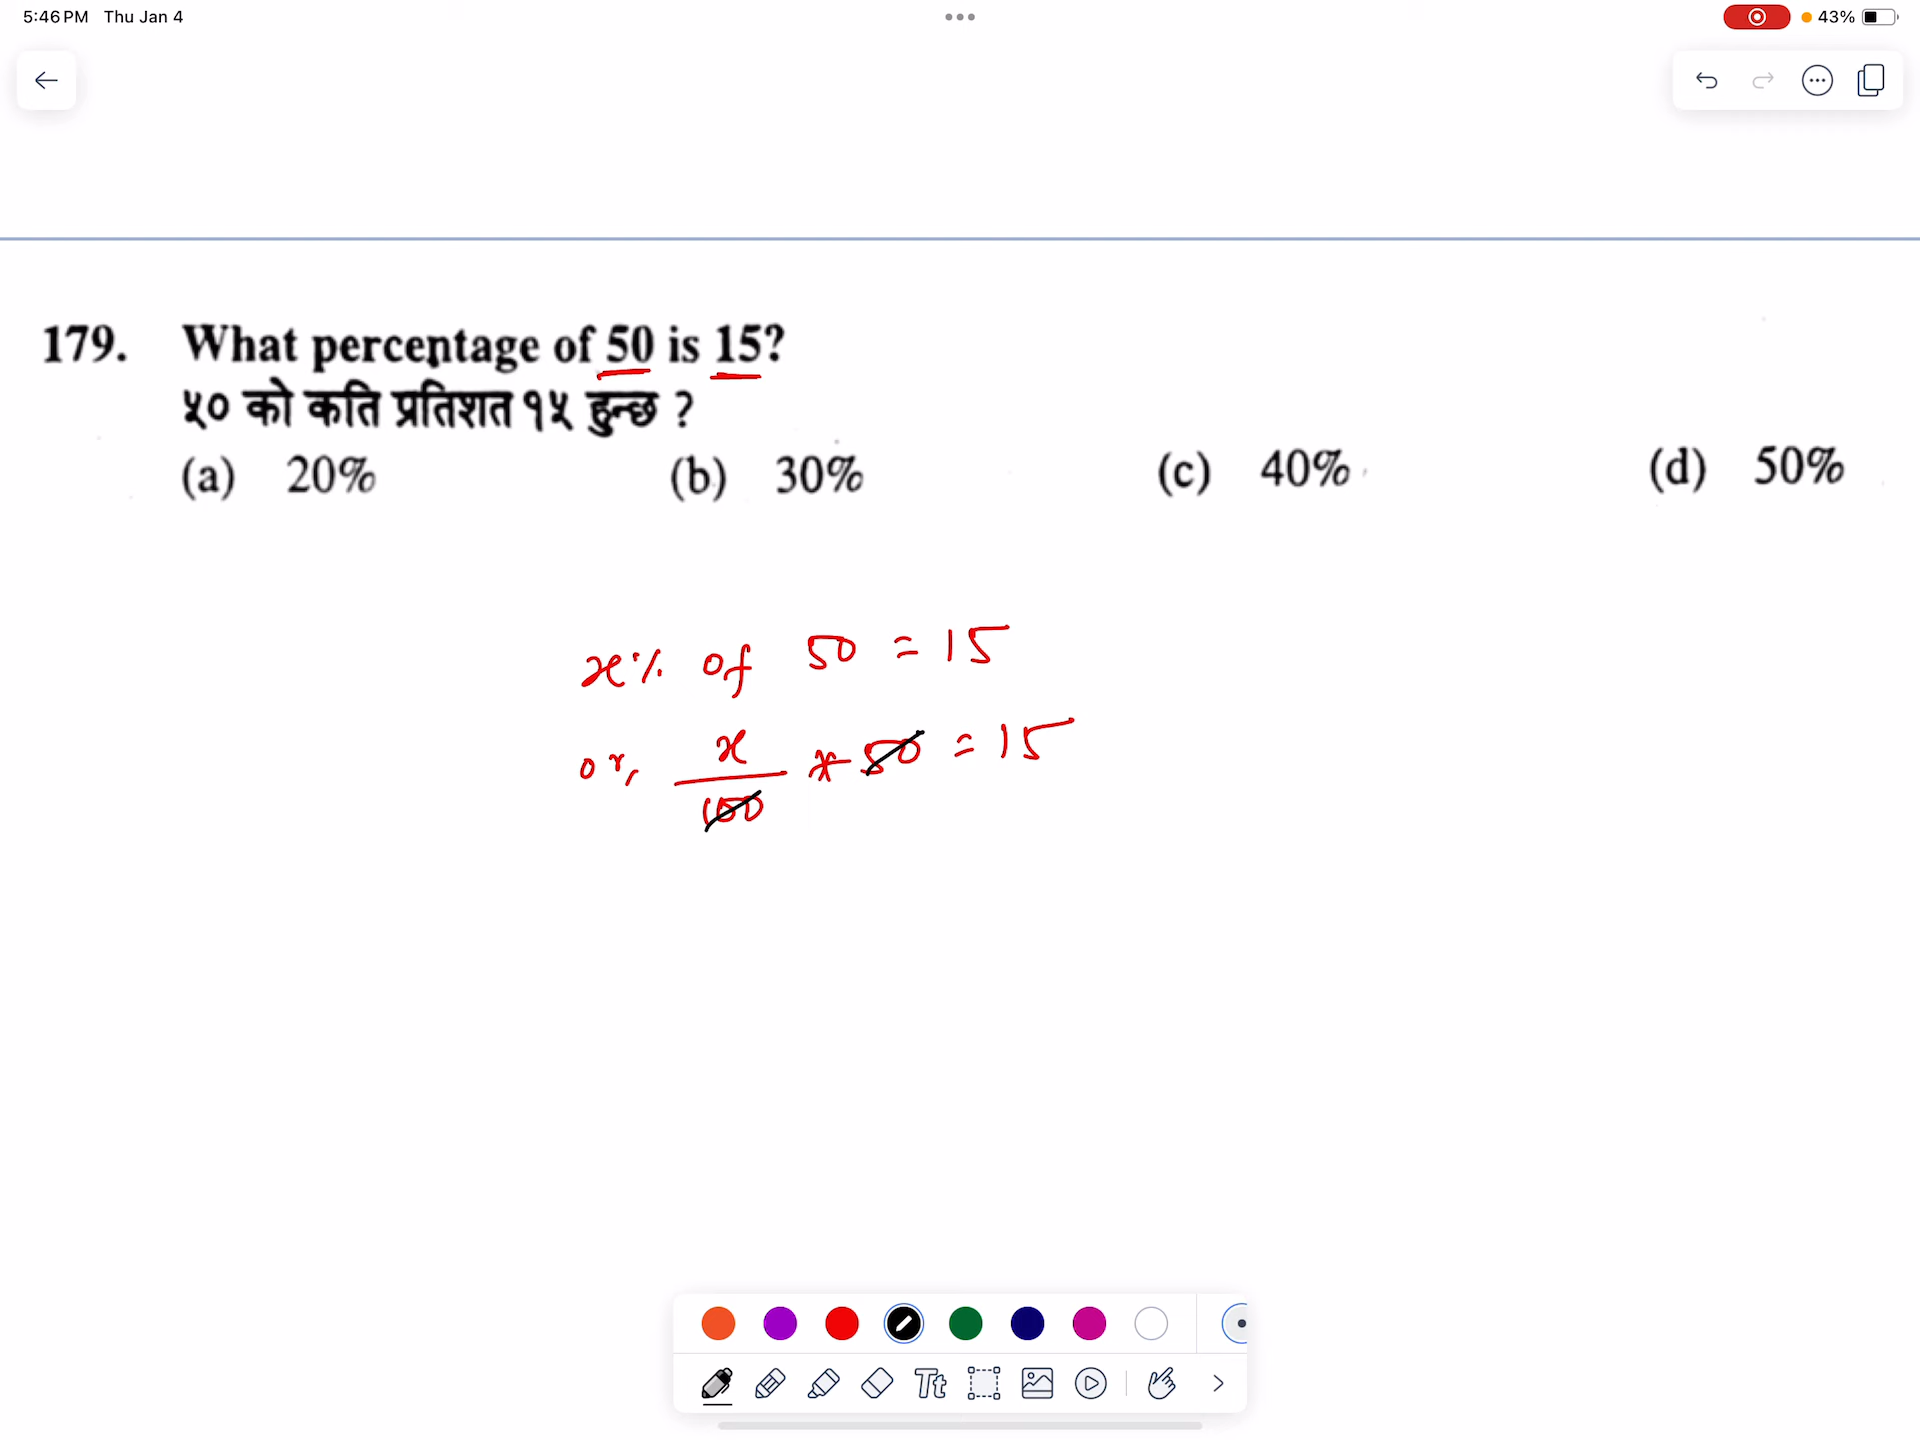 5:46 PM Thu Jan 4
43%
179. What percentage of 50 is 15?
५० को कति प्रतिशत १५ हुन्छ ?
(a) 20% (b) 30% (c) 40% (d) 50%
x% of 50 = 15
or, x/100 * 50 = 15
Tt